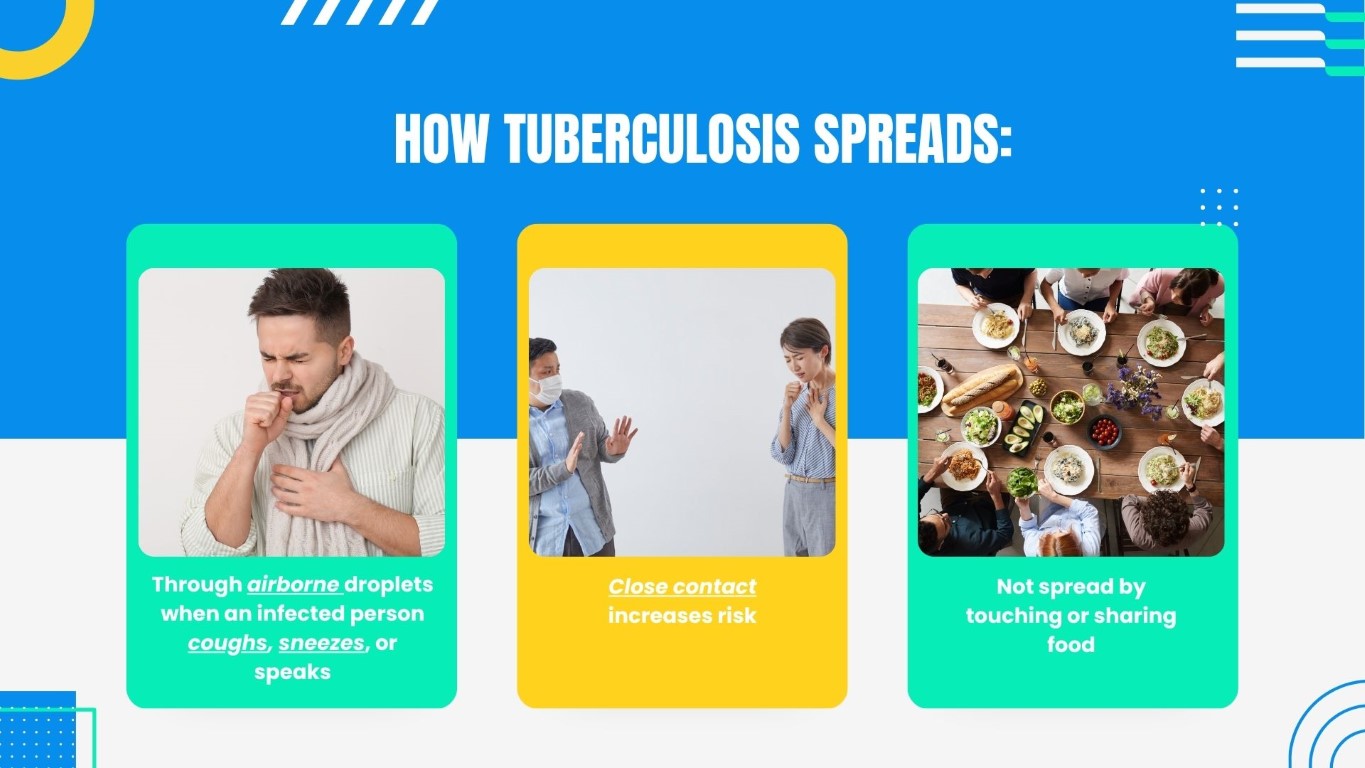 HOW TUBERCULOSIS SPREADS:
Through airborne droplets
when an infected person
coughs, sneezes, or
speaks
Close contact
increases risk
Not spread by
touching or sharing
food